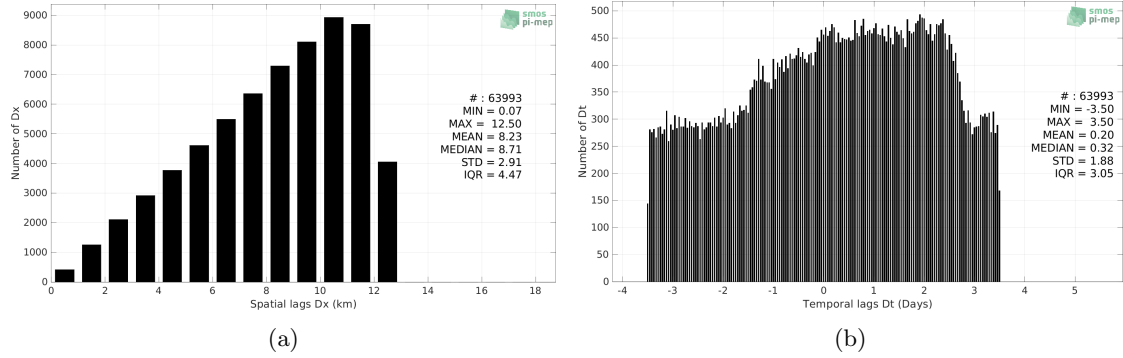 9000
8000
7000
6000
5000
4000
3000
2000
1000
0
Number of Dx
0 2 4 6 8 10 12 14 16 18
Spatial lags Dx (km)
smos
pi-mep
# : 63993
MIN = 0.07
MAX = 12.50
MEAN = 8.23
MEDIAN = 8.71
STD = 2.91
IQR = 4.47
(a)
500
450
400
350
300
250
200
150
100
50
0
Number of Dt
-4 -3 -2 -1 0 1 2 3 4 5
Temporal lags Dt (Days)
smos
pi-mep
# : 63993
MIN = -3.50
MAX = 3.50
MEAN = 0.20
MEDIAN = 0.32
STD = 1.88
IQR = 3.05
(b)